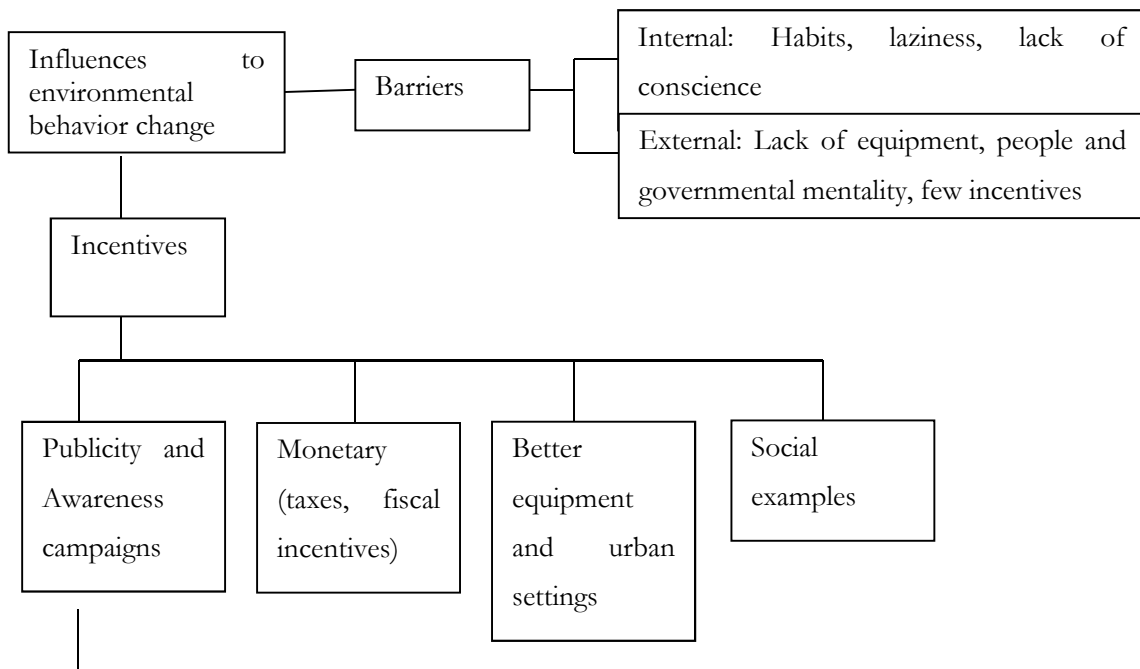 Influences to
environmental
behavior change
Barriers
Internal: Habits, laziness, lack of
conscience
External: Lack of equipment, people and
governmental mentality, few incentives
Incentives
Publicity and
Awareness
campaigns
Monetary
(taxes, fiscal
incentives)
Better
equipment
and urban
settings
Social
examples